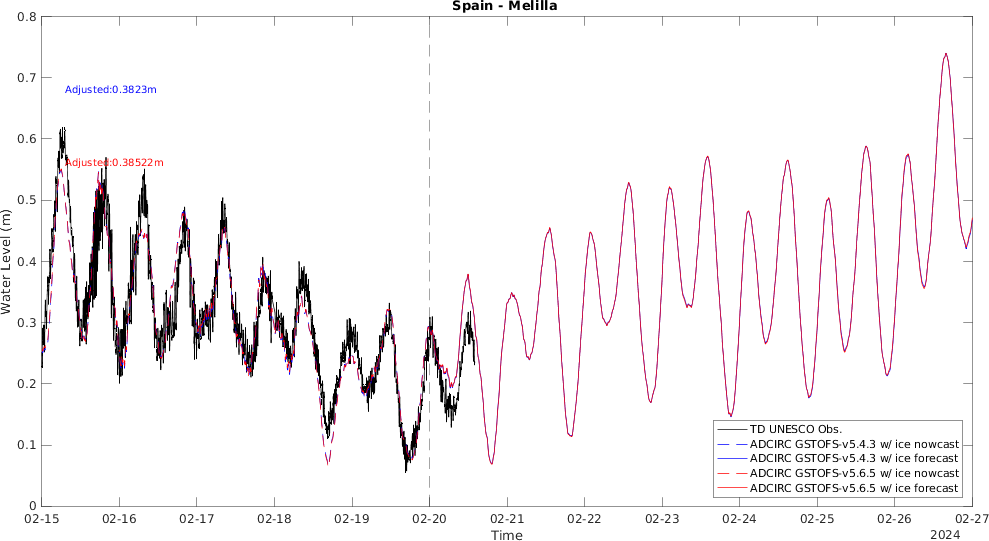 Spain - Melilla
0.8
0.7
0.6
0.5
0.4
0.3
0.2
0.1
0
Water Level (m)
Adjusted:0.3823m
Adjusted:0.38522m
TD UNESCO Obs.
ADCIRC GSTOFS-v5.4.3 w/ ice nowcast
ADCIRC GSTOFS-v5.4.3 w/ ice forecast
ADCIRC GSTOFS-v5.6.5 w/ ice nowcast
ADCIRC GSTOFS-v5.6.5 w/ ice forecast
02-15 02-16 02-17 02-18 02-19 02-20 02-21 02-22 02-23 02-24 02-25 02-26 02-27
Time
2024